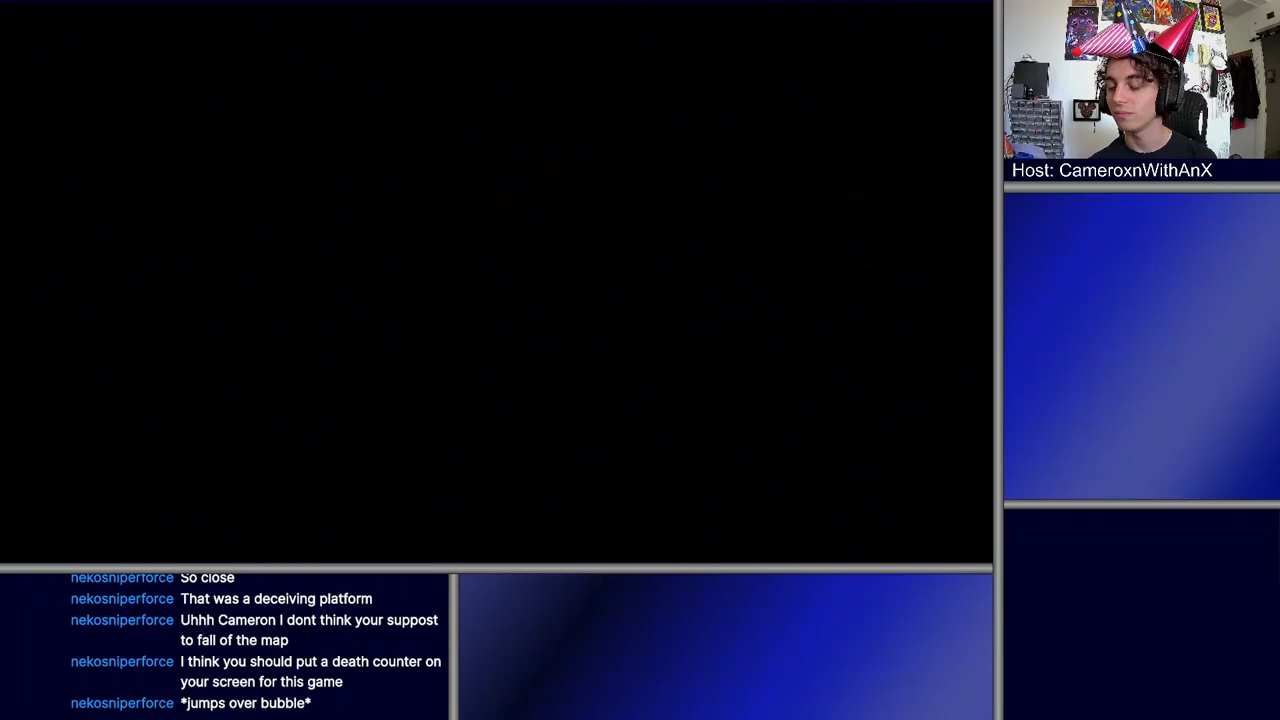 Host: CameroxnWithAnX
nekosniperforce So close
nekosniperforce That was a deceiving platform
nekosniperforce Uhhh Cameron I dont think your suppost
to fall of the map
nekosniperforce I think you should put a death counter on
your screen for this game
nekosniperforce *jumps over bubble*